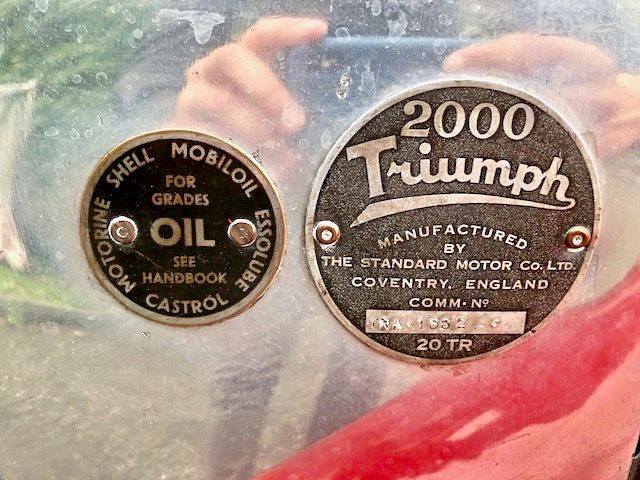 MOTORINE SHELL MOBILOIL ESSOLUBE CASTROL
FOR
GRADES
OIL
SEE
HANDBOOK
2000
Triumph
MANUFACTURED
BY
THE STANDARD MOTOR CO. LTD.
COVENTRY, ENGLAND
COMM. Nº
20 TR